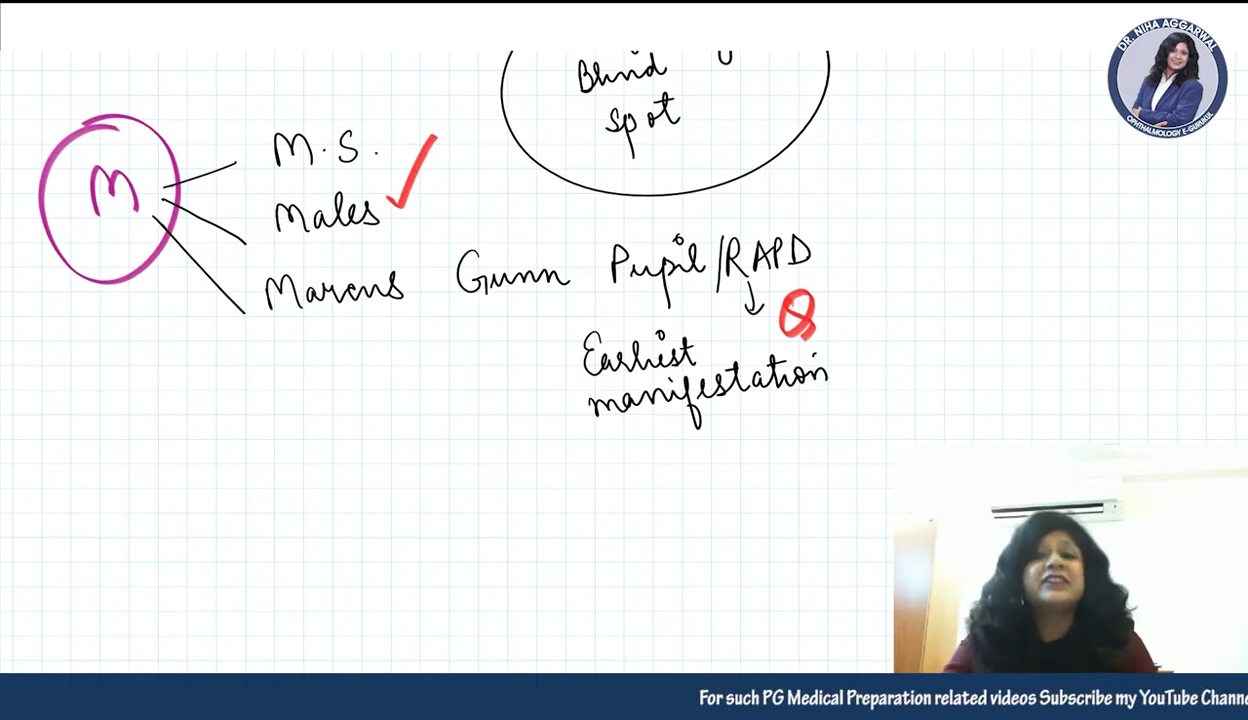 DR. NIHA AGGARWAL
OPHTHALMOLOGY E-GURUKUL
Blind
Spot
M
M.S.
Males
Marcus Gunn Pupil/RAPD
Q
Earliest
manifestation
For such PG Medical Preparation related videos Subscribe my YouTube Channe